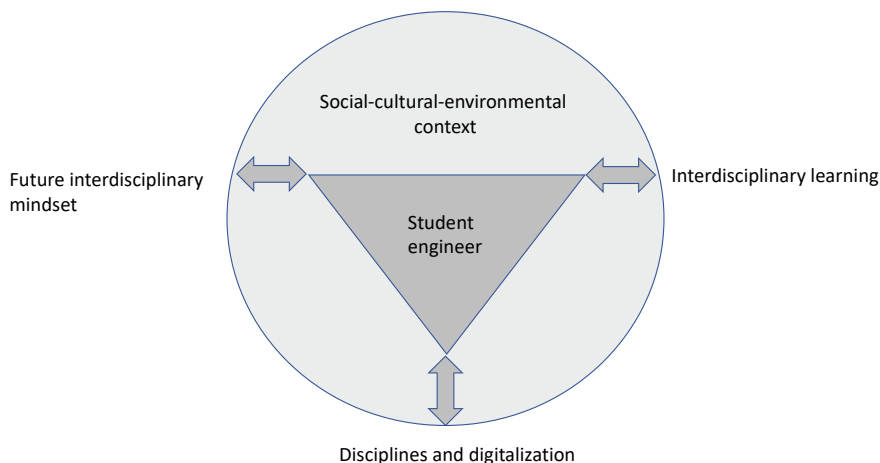 Social-cultural-environmental
context
Future interdisciplinary
mindset
Interdisciplinary learning
Student
engineer
Disciplines and digitalization